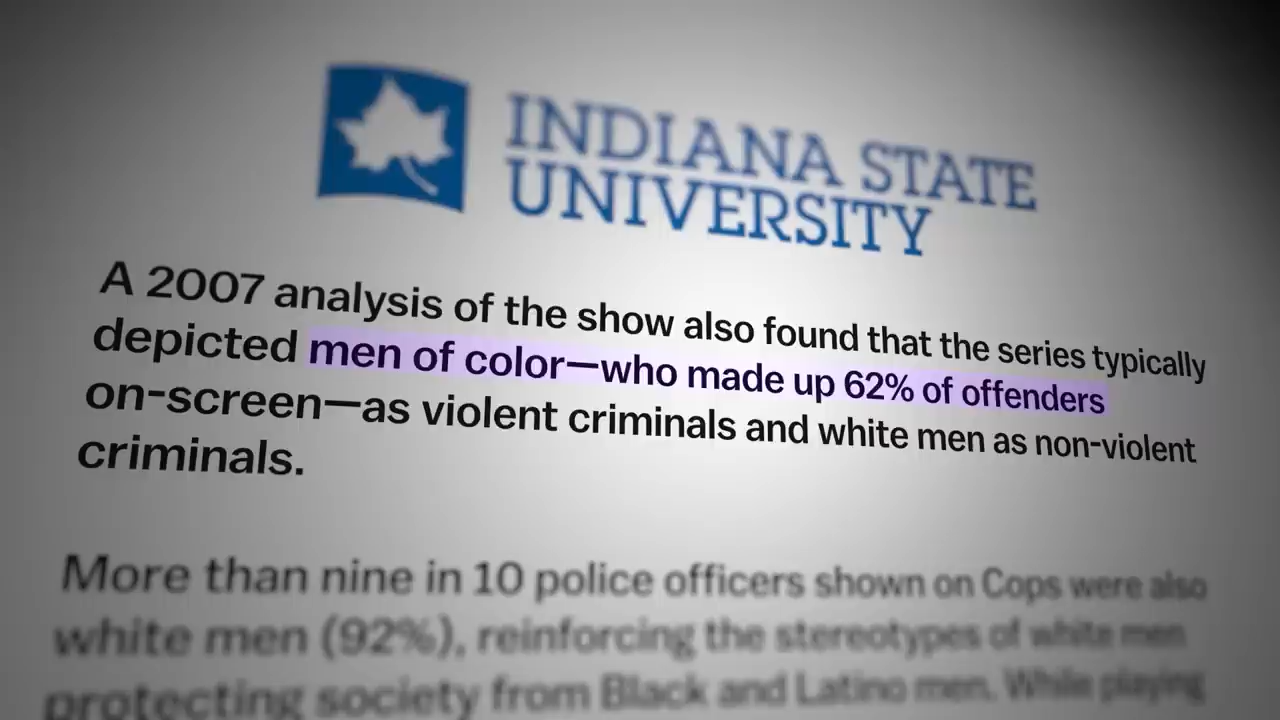 INDIANA STATE
UNIVERSITY
A 2007 analysis of the show also found that the series typically
depicted men of color—who made up 62% of offenders
on-screen—as violent criminals and white men as non-violent
criminals.
More than nine in 10 police officers shown on Cops were also
white men (92%), reinforcing the stereotypes of white men
protecting society from Black and Latino men. While playing